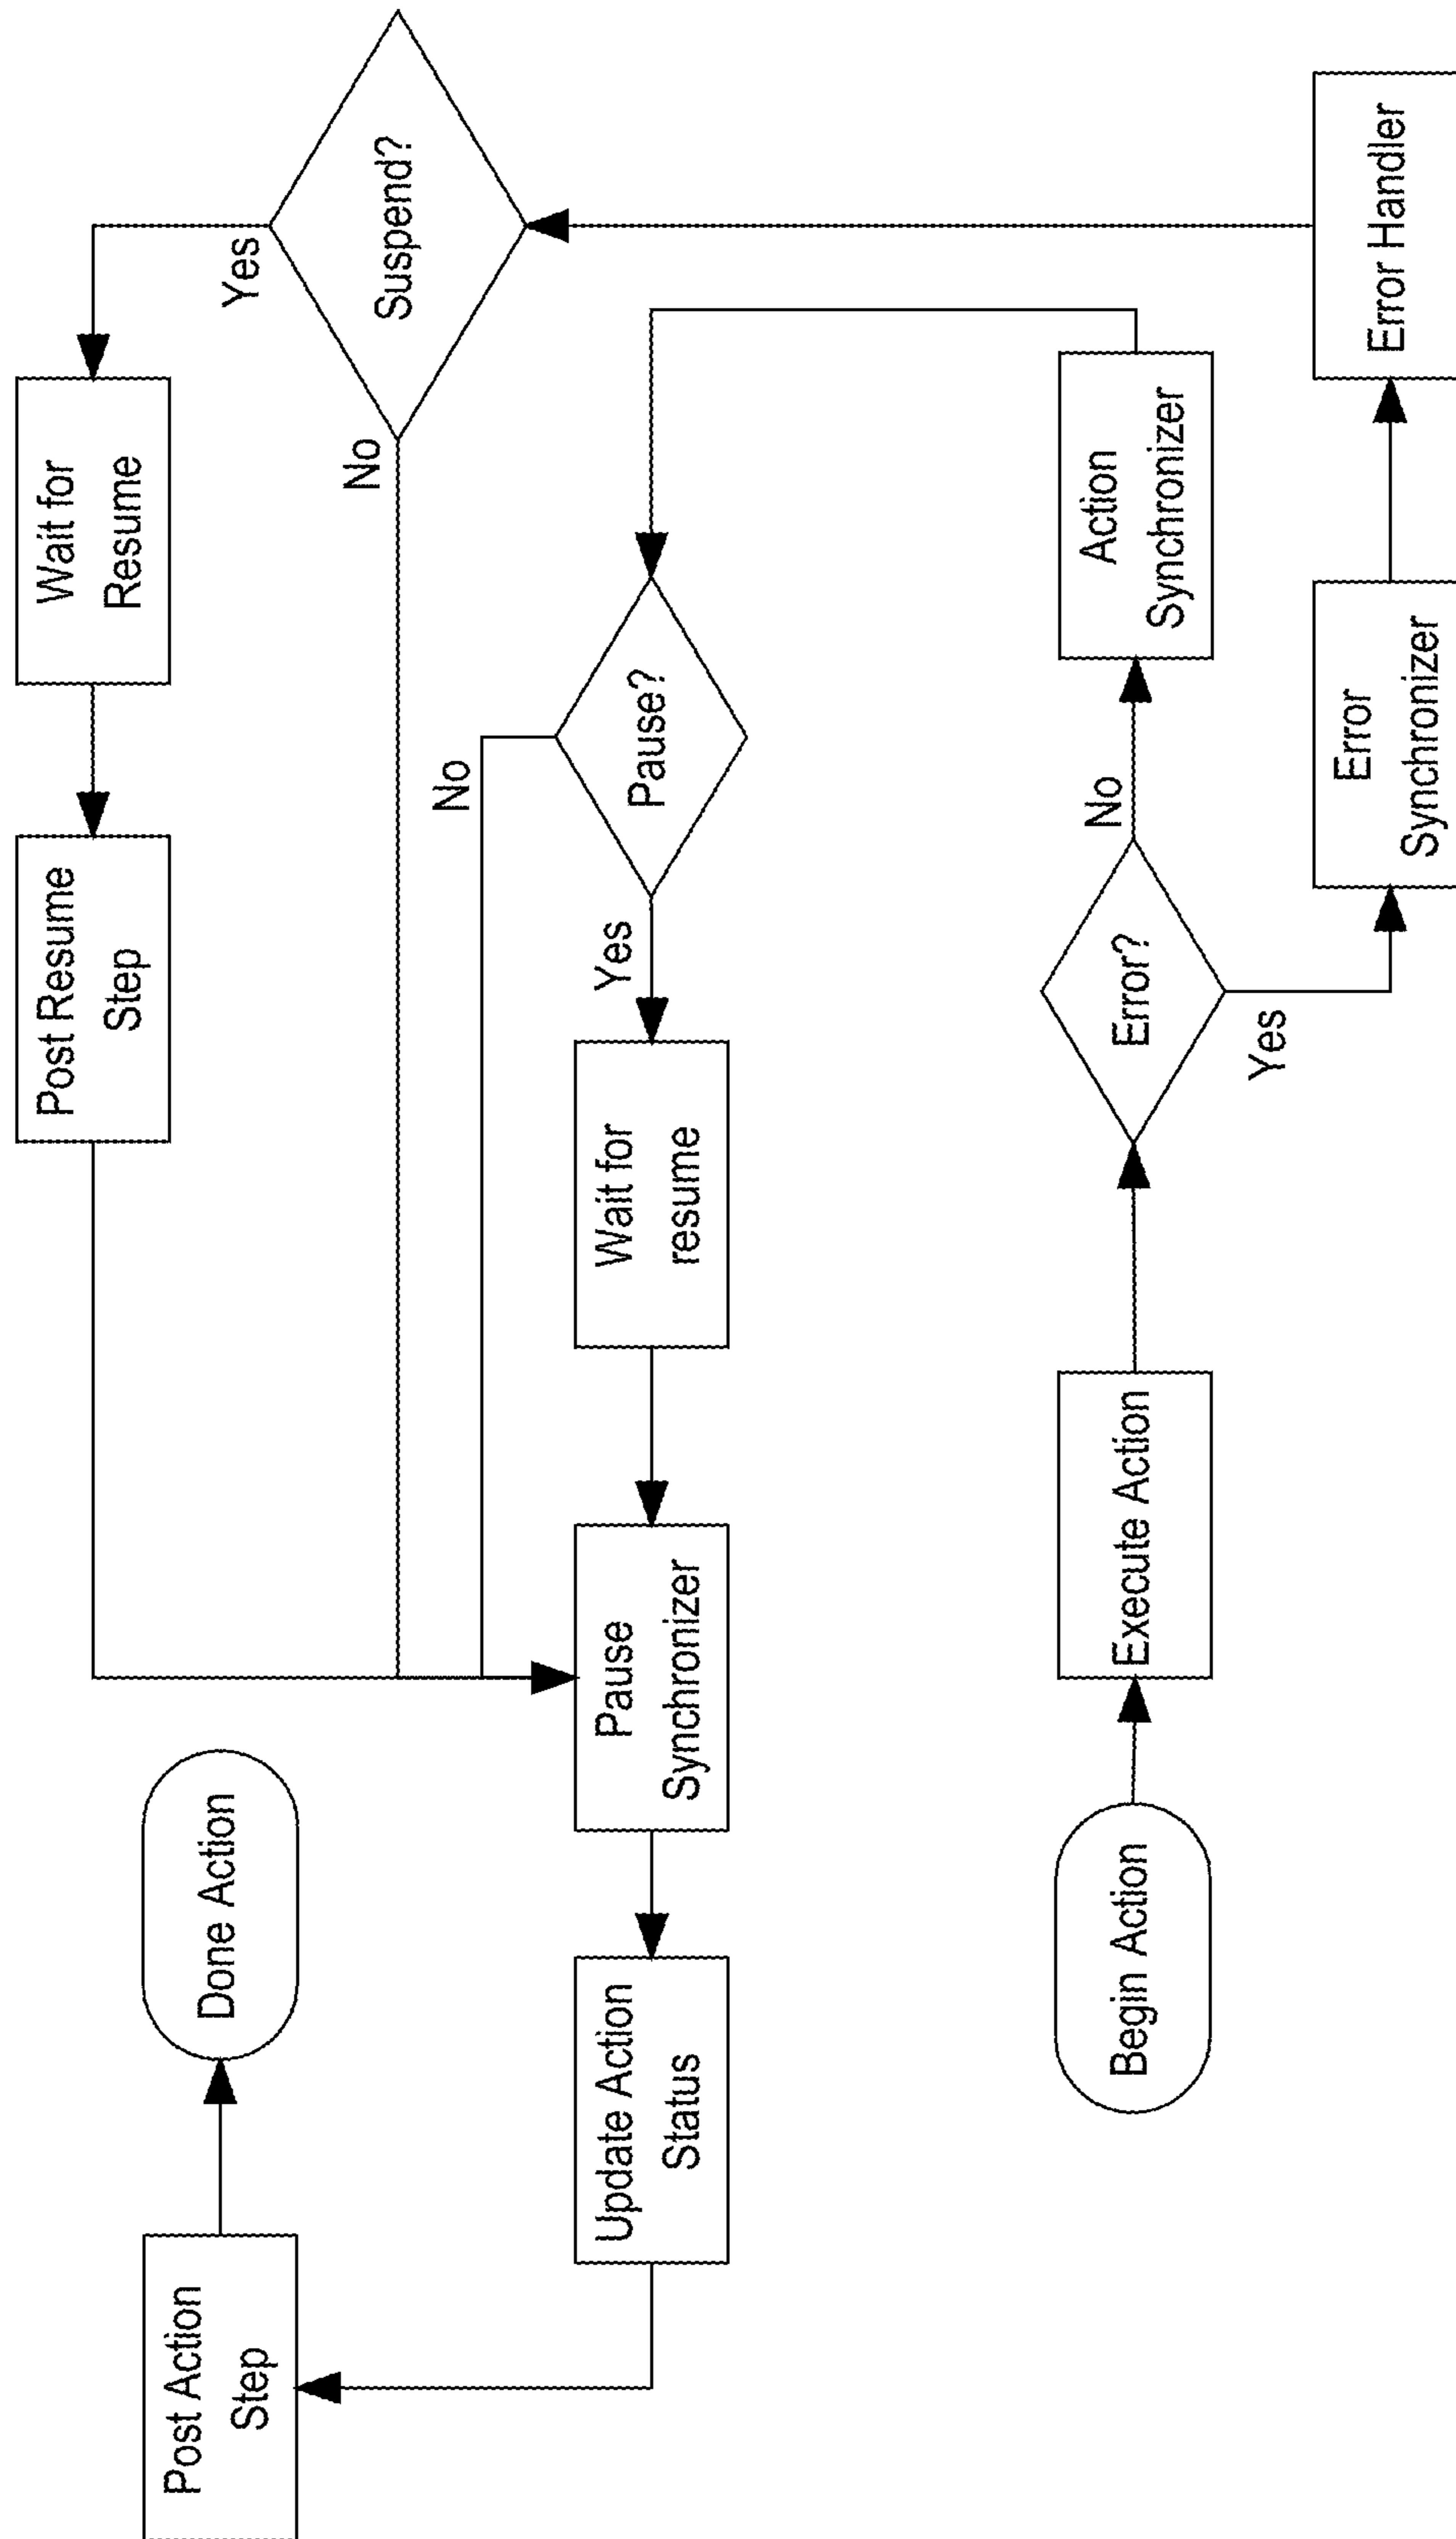 Post Action
Step
Done Action
Post Resume
Step
Wait for
Resume
Yes
Suspend?
No
No
Update Action
Status
Pause
Synchronizer
Wait for
resume
Yes
Pause?
Begin Action
Execute Action
Error?
No
Action
Synchronizer
Yes
Error
Synchronizer
Error Handler